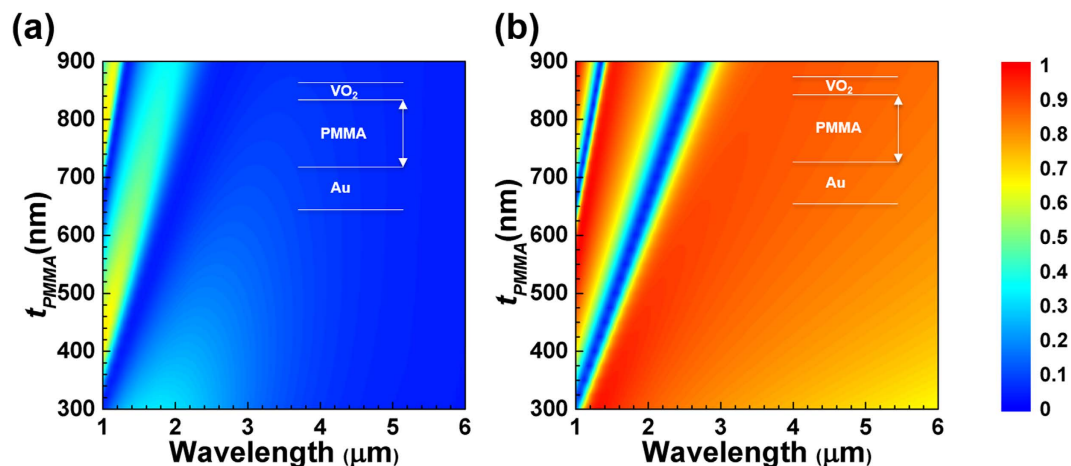 (a)
900
800
700
600
500
400
300
t_PMMA(nm)
VO₂
PMMA
Au
1 2 3 4 5 6
Wavelength (μm)
(b)
900
800
700
600
500
400
300
t_PMMA(nm)
VO₂
PMMA
Au
1 2 3 4 5 6
Wavelength (μm)
1
0.9
0.8
0.7
0.6
0.5
0.4
0.3
0.2
0.1
0